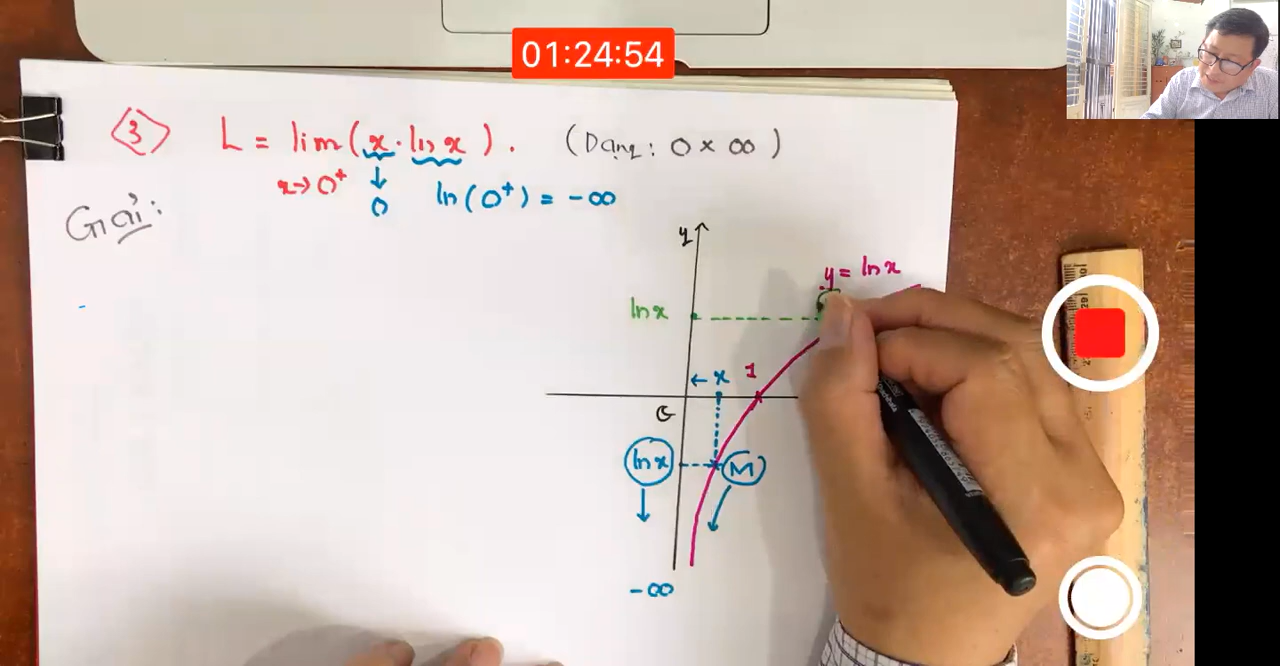 01:24:54
③ L = lim (x · ln x). (Dạng: 0 × ∞)
x→0⁺ ↓ ln(0⁺) = -∞
0
Giải:
y
y = ln x
ln x
← x 1
O
ln x M
-∞